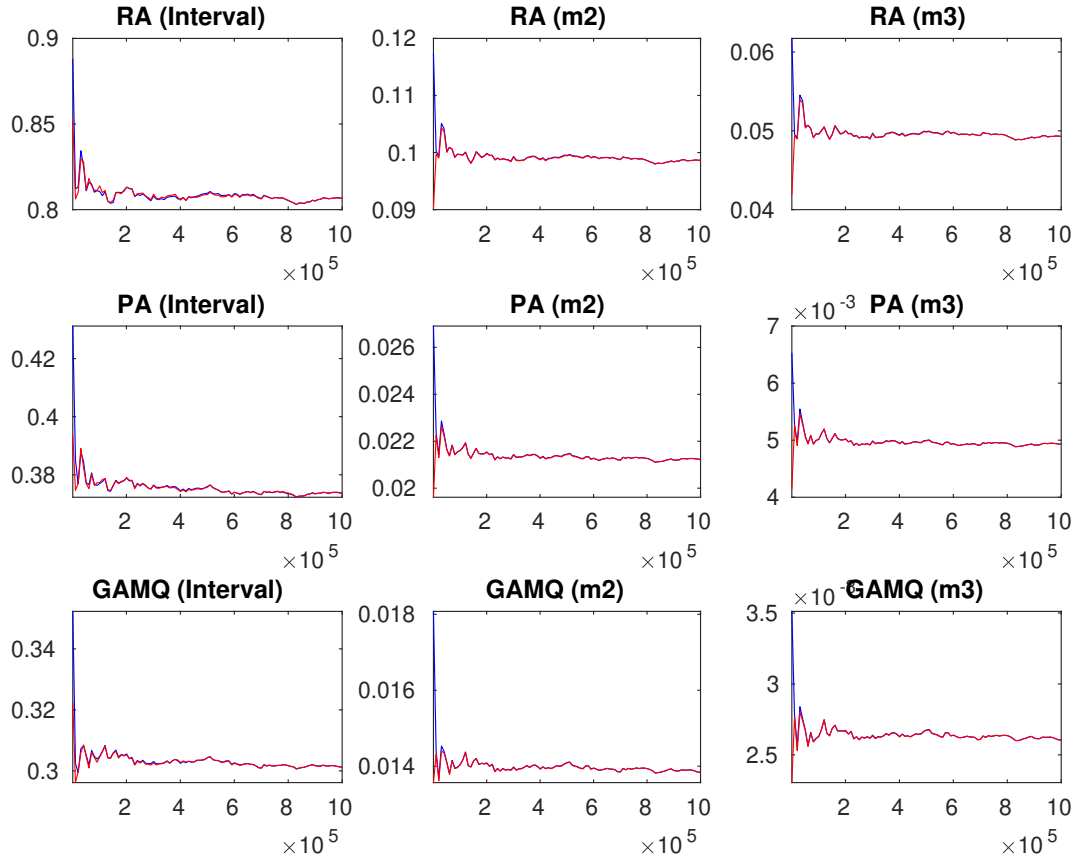 RA (Interval)
0.9
0.85
0.8
2 4 6 8 10
×10 5
RA (m2)
0.12
0.11
0.1
0.09
2 4 6 8 10
×10 5
RA (m3)
0.06
0.05
0.04
2 4 6 8 10
×10 5
PA (Interval)
0.42
0.4
0.38
2 4 6 8 10
×10 5
PA (m2)
0.026
0.024
0.022
0.02
2 4 6 8 10
×10 5
×10 -3
PA (m3)
7
6
5
4
2 4 6 8 10
×10 5
GAMQ (Interval)
0.34
0.32
0.3
2 4 6 8 10
×10 5
GAMQ (m2)
0.018
0.016
0.014
2 4 6 8 10
×10 5
×10 -3
GAMQ (m3)
3.5
3
2.5
2 4 6 8 10
×10 5